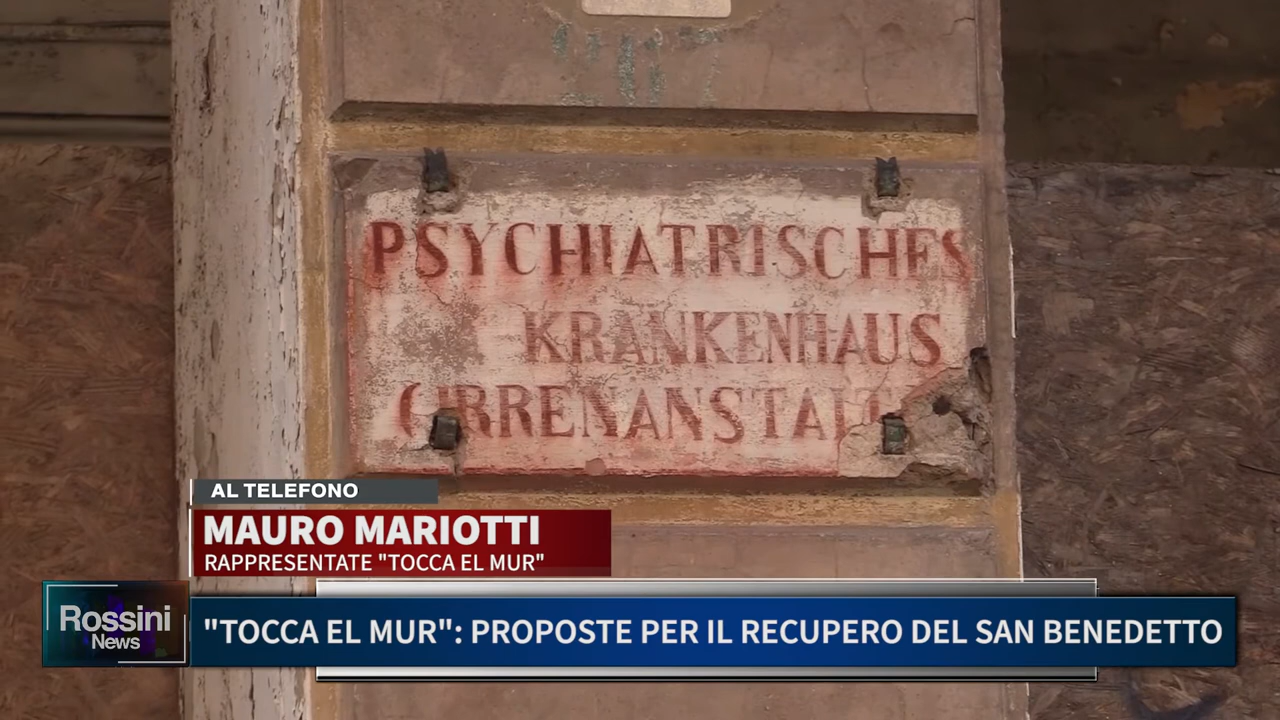 PSYCHIATRISCHES
KRANKENHAUS
(IRRENANSTALT
AL TELEFONO
MAURO MARIOTTI
RAPPRESENTATE "TOCCA EL MUR"
Rossini
News
"TOCCA EL MUR": PROPOSTE PER IL RECUPERO DEL SAN BENEDETTO